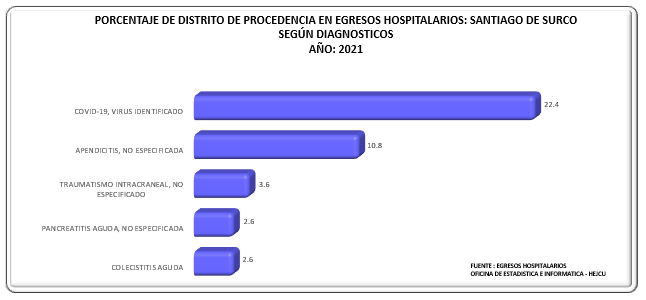 PORCENTAJE DE DISTRITO DE PROCEDENCIA EN EGRESOS HOSPITALARIOS: SANTIAGO DE SURCO
SEGÚN DIAGNOSTICOS
AÑO: 2021
COVID-19, VIRUS IDENTIFICADO
22.4
APENDICITIS, NO ESPECIFICADA
10.8
TRAUMATISMO INTRACRANEAL, NO
ESPECIFICADO
3.6
PANCREATITIS AGUDA, NO ESPECIFICADA
2.6
COLECISTITIS AGUDA
2.6
FUENTE : EGRESOS HOSPITALARIOS
OFICINA DE ESTADISTICA E INFORMATICA - HEJCU